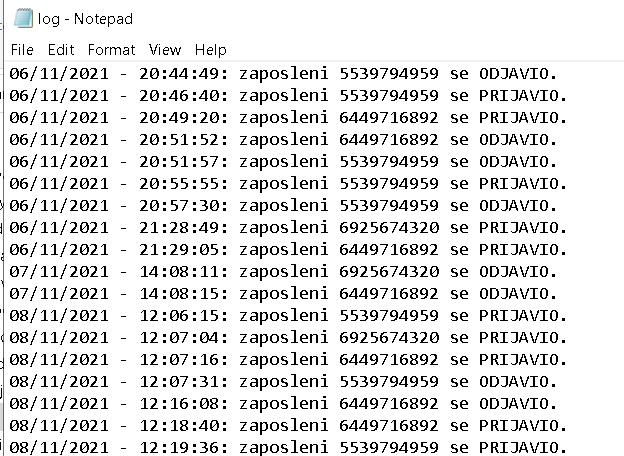 log - Notepad
File Edit Format View Help
06/11/2021 - 20:44:49: zaposleni 5539794959 se ODJAVIO.
06/11/2021 - 20:46:40: zaposleni 5539794959 se PRIJAVIO.
06/11/2021 - 20:49:20: zaposleni 6449716892 se PRIJAVIO.
06/11/2021 - 20:51:52: zaposleni 6449716892 se ODJAVIO.
06/11/2021 - 20:51:57: zaposleni 5539794959 se ODJAVIO.
06/11/2021 - 20:55:55: zaposleni 5539794959 se PRIJAVIO.
06/11/2021 - 20:57:30: zaposleni 5539794959 se ODJAVIO.
06/11/2021 - 21:28:49: zaposleni 6925674320 se PRIJAVIO.
06/11/2021 - 21:29:05: zaposleni 6449716892 se PRIJAVIO.
07/11/2021 - 14:08:11: zaposleni 6925674320 se ODJAVIO.
07/11/2021 - 14:08:15: zaposleni 6449716892 se ODJAVIO.
08/11/2021 - 12:06:15: zaposleni 5539794959 se PRIJAVIO.
08/11/2021 - 12:07:04: zaposleni 6925674320 se PRIJAVIO.
08/11/2021 - 12:07:16: zaposleni 6449716892 se PRIJAVIO.
08/11/2021 - 12:07:31: zaposleni 5539794959 se ODJAVIO.
08/11/2021 - 12:16:08: zaposleni 6449716892 se ODJAVIO.
08/11/2021 - 12:18:40: zaposleni 6449716892 se PRIJAVIO.
08/11/2021 - 12:19:36: zaposleni 5539794959 se PRIJAVIO.